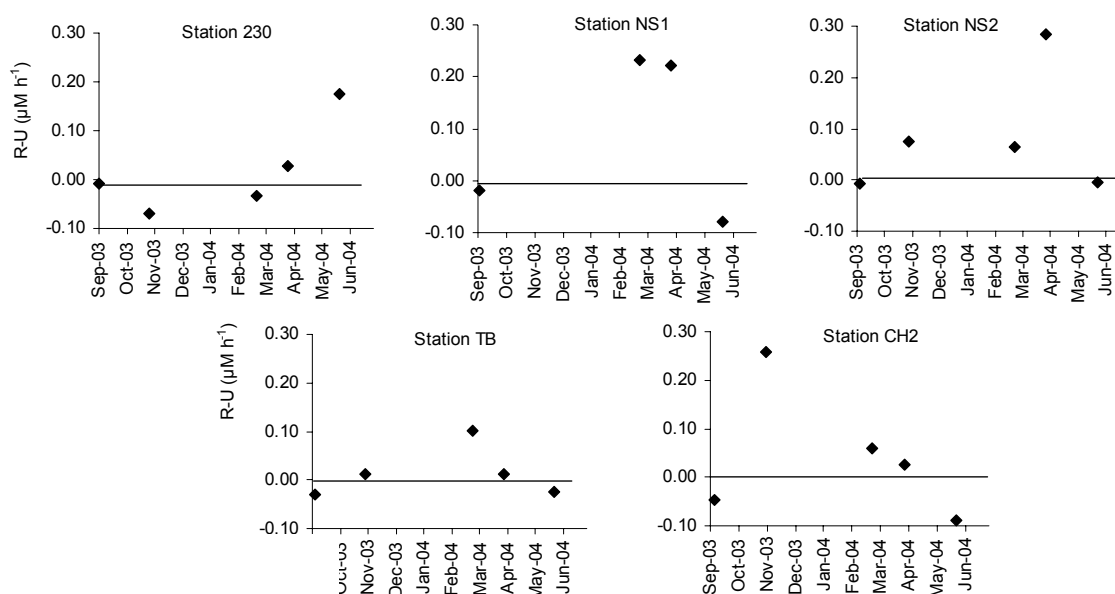 Station 230
R-U (µM h-1)
0.30
0.20
0.10
0.00
-0.10
Sep-03
Oct-03
Nov-03
Dec-03
Jan-04
Feb-04
Mar-04
Apr-04
May-04
Jun-04
Station NS1
0.30
0.20
0.10
0.00
-0.10
Sep-03
Oct-03
Nov-03
Dec-03
Jan-04
Feb-04
Mar-04
Apr-04
May-04
Jun-04
Station NS2
0.30
0.20
0.10
0.00
-0.10
Sep-03
Oct-03
Nov-03
Dec-03
Jan-04
Feb-04
Mar-04
Apr-04
May-04
Jun-04
Station TB
R-U (µM h-1)
0.30
0.20
0.10
0.00
-0.10
Oct-03
Nov-03
Dec-03
Jan-04
Feb-04
Mar-04
Apr-04
May-04
Jun-04
Station CH2
0.30
0.20
0.10
0.00
-0.10
Sep-03
Oct-03
Nov-03
Dec-03
Jan-04
Feb-04
Mar-04
Apr-04
May-04
Jun-04